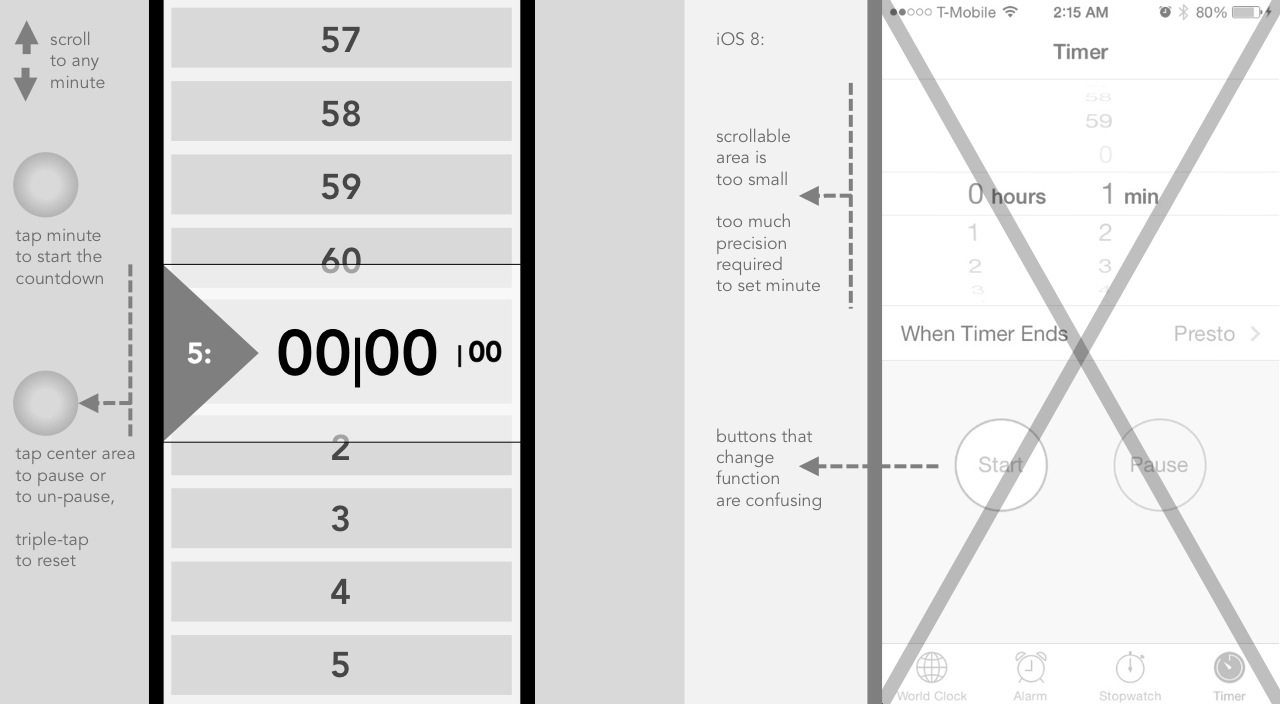 scroll
to any
minute
tap minute
to start the
countdown
tap center area
to pause or
to un-pause,
triple-tap
to reset
57
58
59
60
5:
00|00 |00
2
3
4
5
iOS 8:
scrollable
area is
too small
too much
precision
required
to set minute
buttons that
change
function
are confusing
T-Mobile 2:15 AM 80%
Timer
58
59
0
0 hours 1 min
1 2
2 3
3 4
When Timer Ends Presto
Start Pause
World Clock Alarm Stopwatch Timer